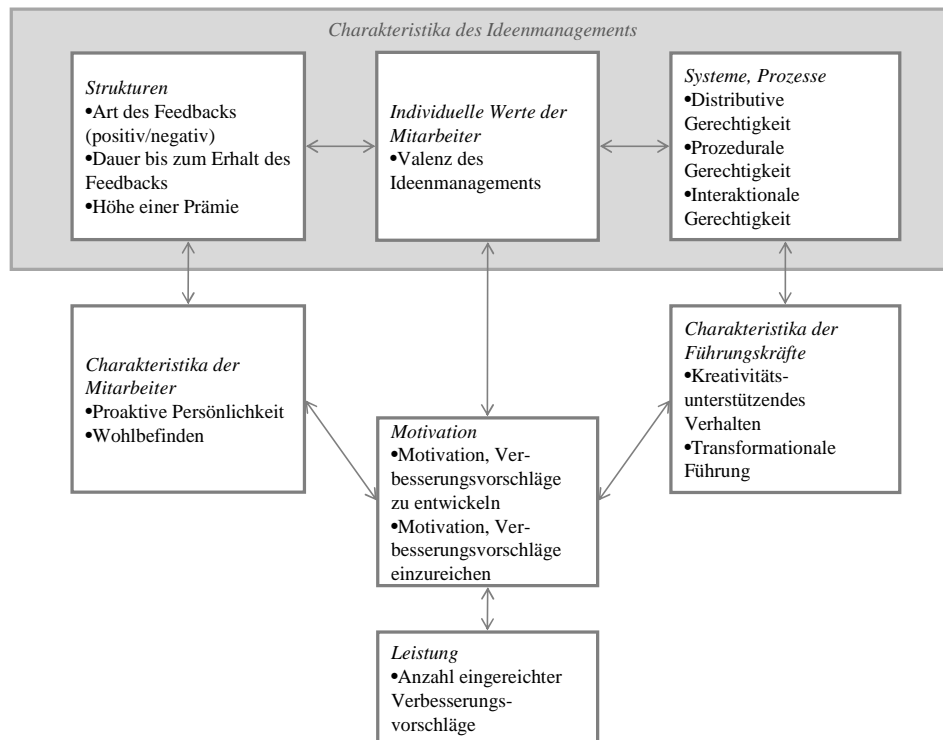 Charakteristika des Ideenmanagements
Strukturen
•Art des Feedbacks
(positiv/negativ)
•Dauer bis zum Erhalt des
Feedbacks
•Höhe einer Prämie
Individuelle Werte der
Mitarbeiter
•Valenz des
Ideenmanagements
Systeme, Prozesse
•Distributive
Gerechtigkeit
•Prozedurale
Gerechtigkeit
•Interaktionale
Gerechtigkeit
Charakteristika der
Mitarbeiter
•Proaktive Persönlichkeit
•Wohlbefinden
Motivation
•Motivation, Ver-
besserungsvorschläge
zu entwickeln
•Motivation, Ver-
besserungsvorschläge
einzureichen
Charakteristika der
Führungskräfte
•Kreativitäts-
unterstützendes
Verhalten
•Transformationale
Führung
Leistung
•Anzahl eingereichter
Verbesserungs-
vorschläge